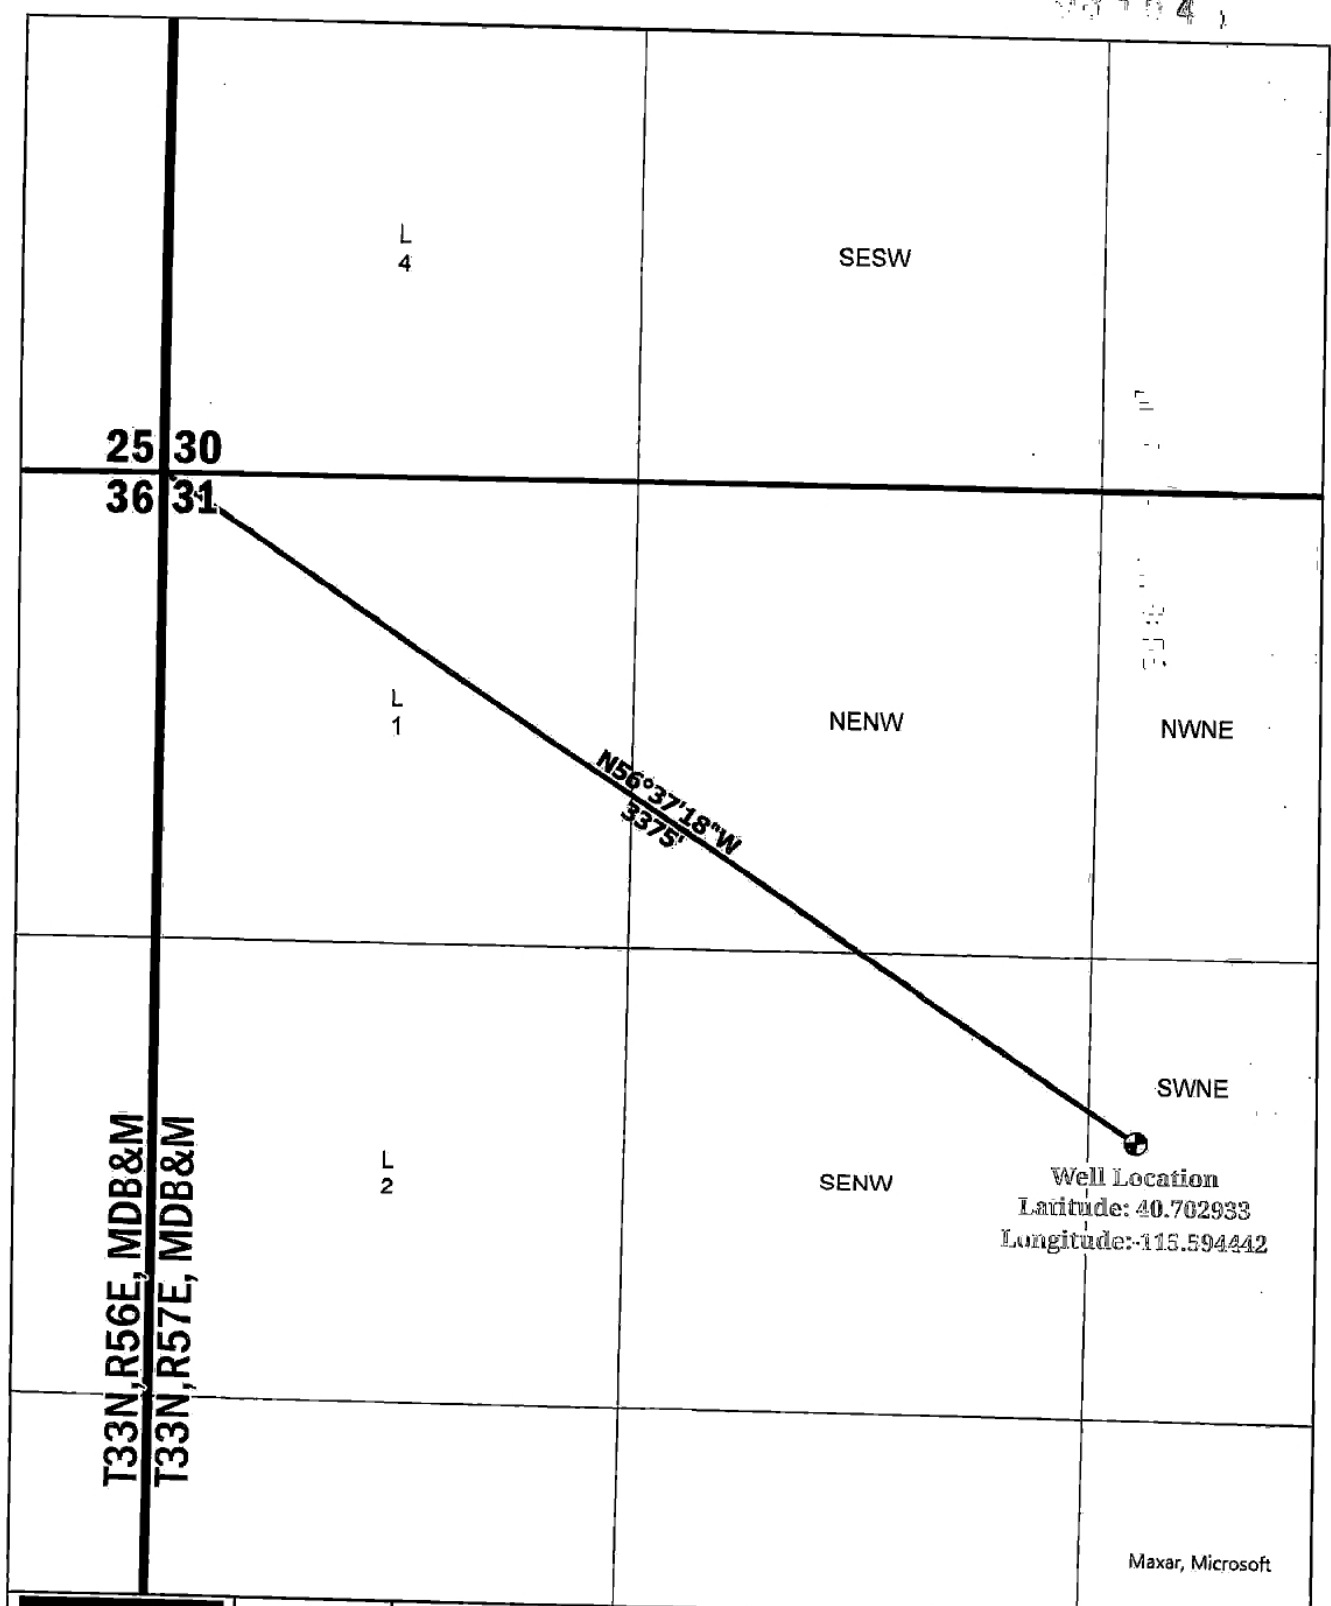 L
4
SESW
25 30
36 31
L
1
NENW
NWNE
N56°37'18"W
3375'
SWNE
L
2
SENW
Well Location
Latitude: 40.702933
Longitude:-115.594442
T33N,R56E, MDB&M
T33N,R57E, MDB&M
Maxar, Microsoft